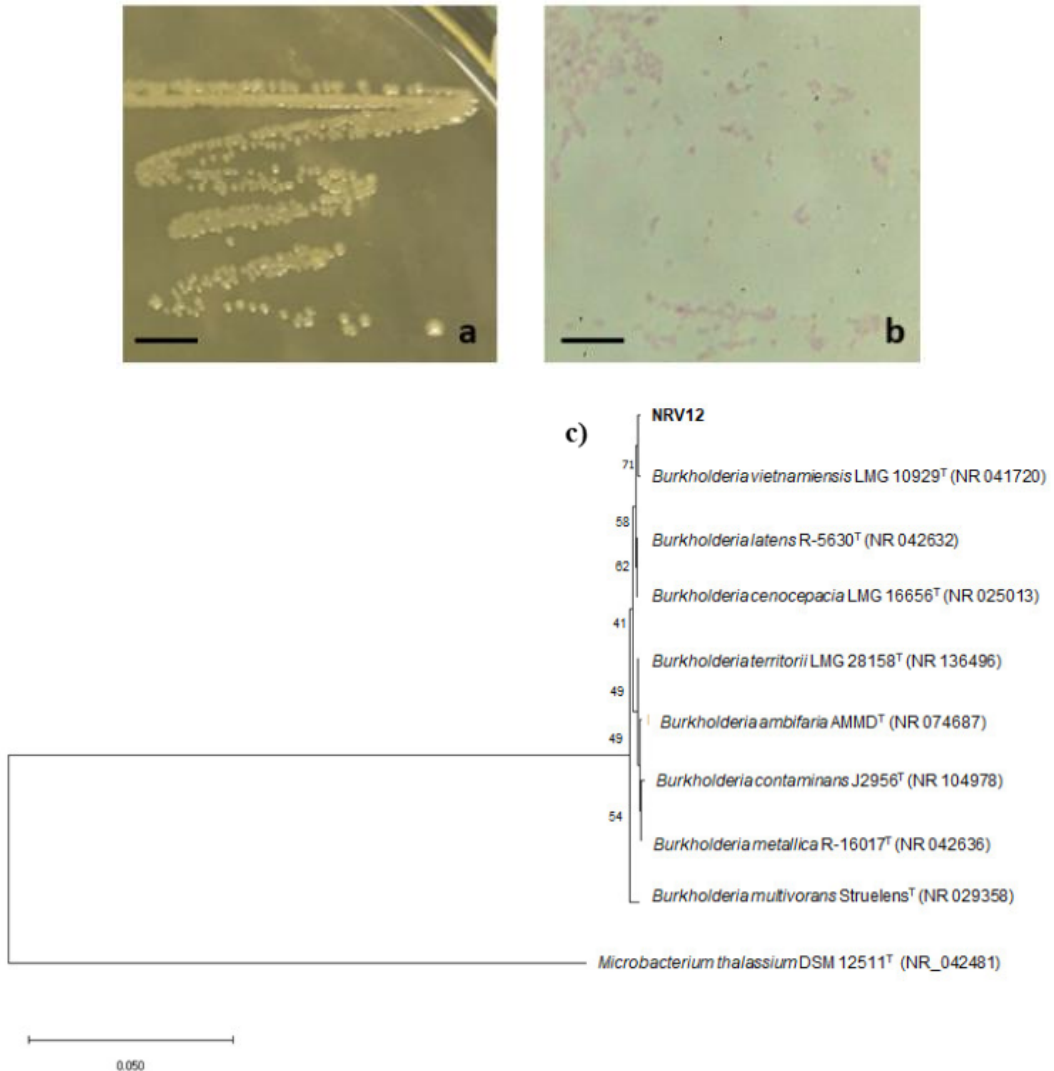 a
b
c)
NRV12
71
Burkholderia vietnamiensis LMG 10929ᵀ (NR 041720)
58
Burkholderia latens R-5630ᵀ (NR 042632)
62
Burkholderia cenocepacia LMG 16656ᵀ (NR 025013)
41
Burkholderia territorii LMG 28158ᵀ (NR 136496)
49
Burkholderia ambifaria AMMDᵀ (NR 074687)
49
Burkholderia contaminans J2956ᵀ (NR 104978)
54
Burkholderia metallica R-16017ᵀ (NR 042636)
Burkholderia multivorans Struelensᵀ (NR 029358)
Microbacterium thalassium DSM 12511ᵀ (NR_042481)
0.050